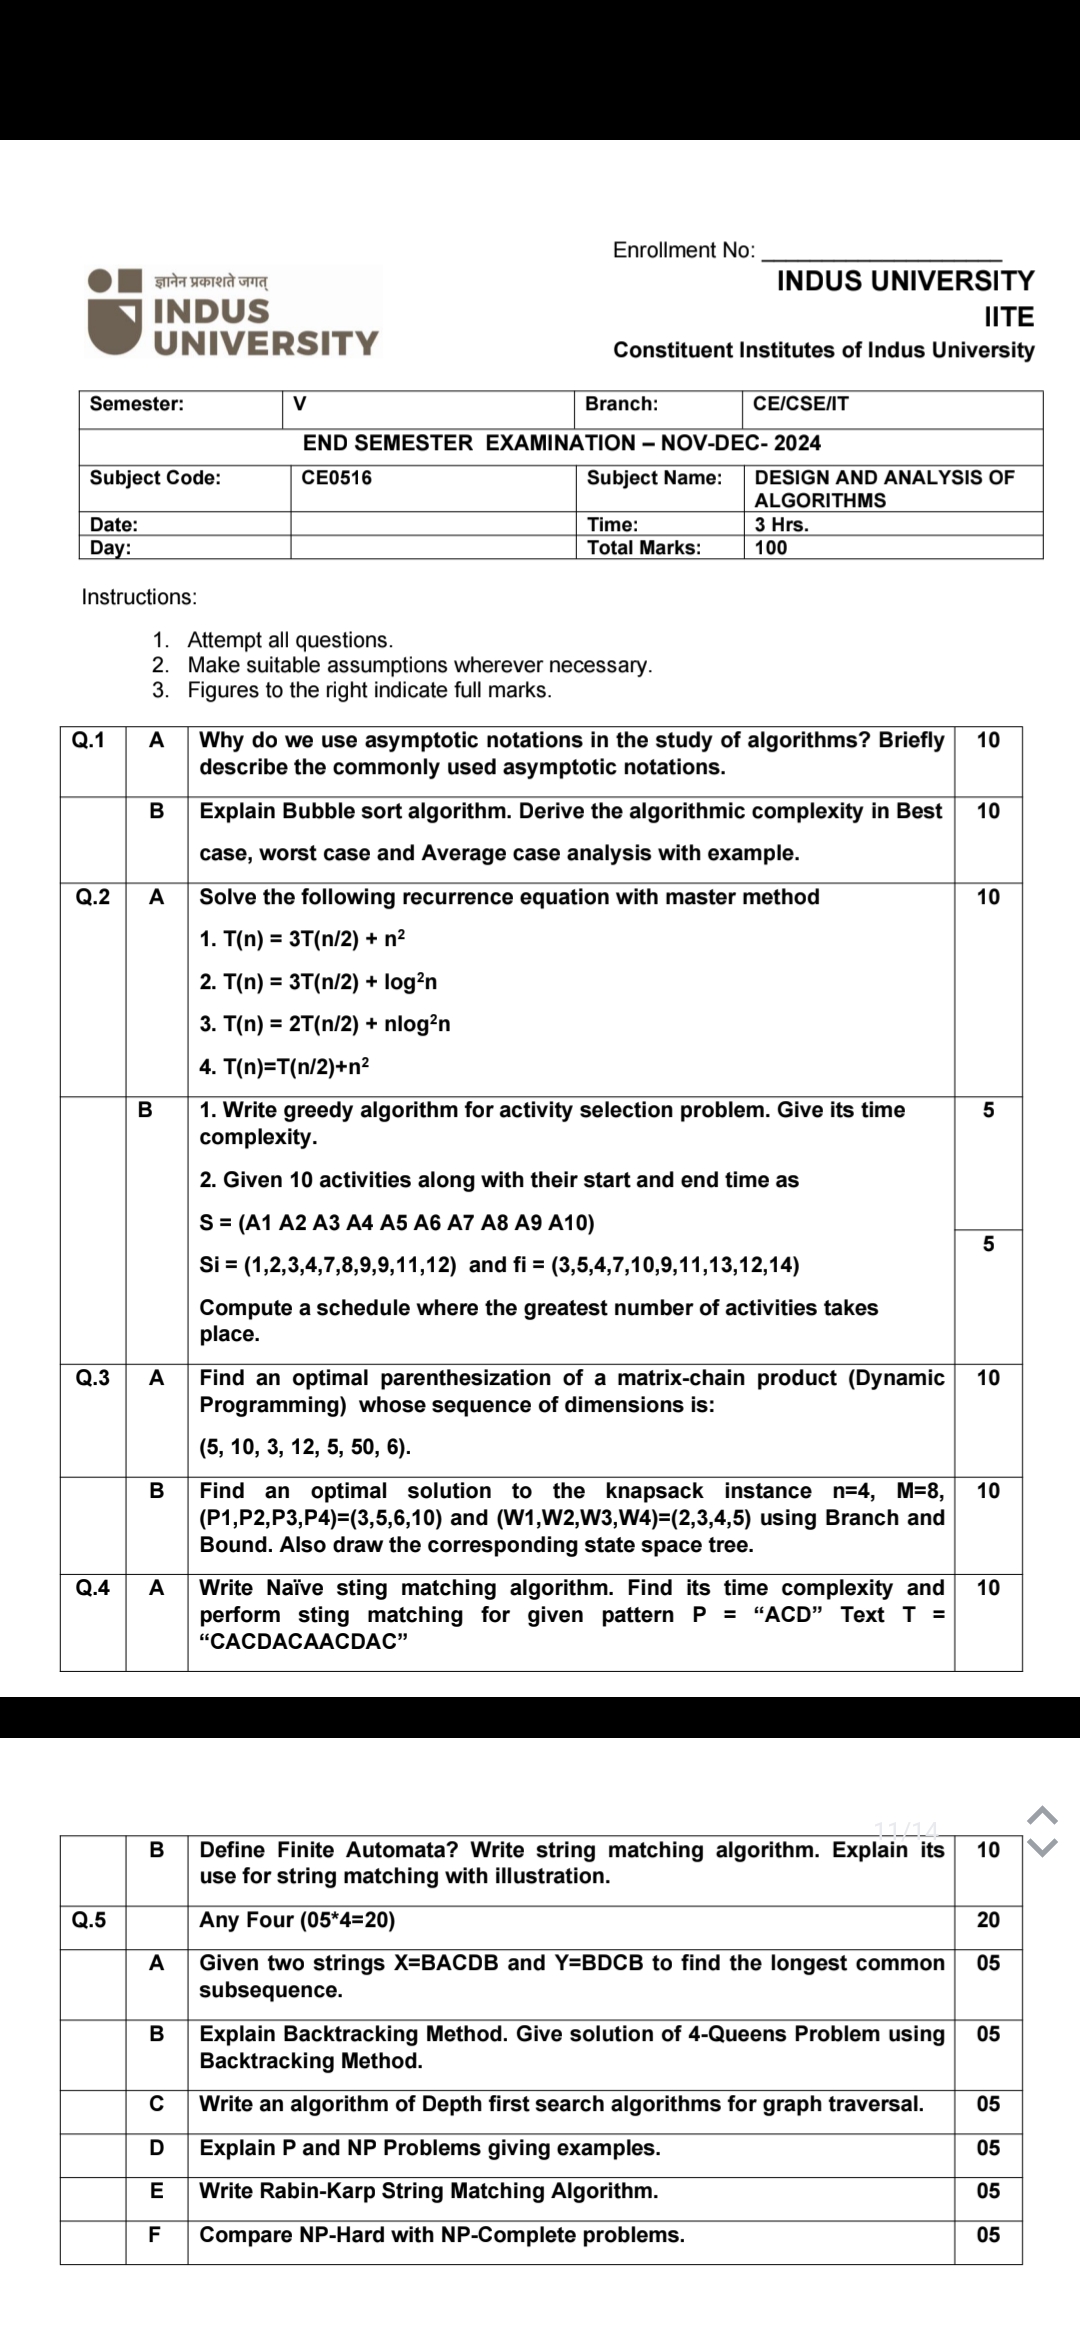 Enrollment No: ____________________
ज्ञानेन प्रकाशते जगत्
INDUS
UNIVERSITY
INDUS UNIVERSITY
IITE
Constituent Institutes of Indus University
Semester: V Branch: CE/CSE/IT
END SEMESTER EXAMINATION – NOV-DEC- 2024
Subject Code: CE0516 Subject Name: DESIGN AND ANALYSIS OF
ALGORITHMS
Date: Time: 3 Hrs.
Day: Total Marks: 100
Instructions:
1. Attempt all questions.
2. Make suitable assumptions wherever necessary.
3. Figures to the right indicate full marks.
Q.1 A Why do we use asymptotic notations in the study of algorithms? Briefly 10
describe the commonly used asymptotic notations.
B Explain Bubble sort algorithm. Derive the algorithmic complexity in Best 10
case, worst case and Average case analysis with example.
Q.2 A Solve the following recurrence equation with master method 10
1. T(n) = 3T(n/2) + n²
2. T(n) = 3T(n/2) + log²n
3. T(n) = 2T(n/2) + nlog²n
4. T(n)=T(n/2)+n²
B 1. Write greedy algorithm for activity selection problem. Give its time 5
complexity.
2. Given 10 activities along with their start and end time as
S = (A1 A2 A3 A4 A5 A6 A7 A8 A9 A10)
5
Si = (1,2,3,4,7,8,9,9,11,12) and fi = (3,5,4,7,10,9,11,13,12,14)
Compute a schedule where the greatest number of activities takes
place.
Q.3 A Find an optimal parenthesization of a matrix-chain product (Dynamic 10
Programming) whose sequence of dimensions is:
(5, 10, 3, 12, 5, 50, 6).
B Find an optimal solution to the knapsack instance n=4, M=8, 10
(P1,P2,P3,P4)=(3,5,6,10) and (W1,W2,W3,W4)=(2,3,4,5) using Branch and
Bound. Also draw the corresponding state space tree.
Q.4 A Write Naïve sting matching algorithm. Find its time complexity and 10
perform sting matching for given pattern P = “ACD” Text T =
“CACDACAACDAC”
11/14
B Define Finite Automata? Write string matching algorithm. Explain its 10
use for string matching with illustration.
Q.5 Any Four (05*4=20) 20
A Given two strings X=BACDB and Y=BDCB to find the longest common 05
subsequence.
B Explain Backtracking Method. Give solution of 4-Queens Problem using 05
Backtracking Method.
C Write an algorithm of Depth first search algorithms for graph traversal. 05
D Explain P and NP Problems giving examples. 05
E Write Rabin-Karp String Matching Algorithm. 05
F Compare NP-Hard with NP-Complete problems. 05